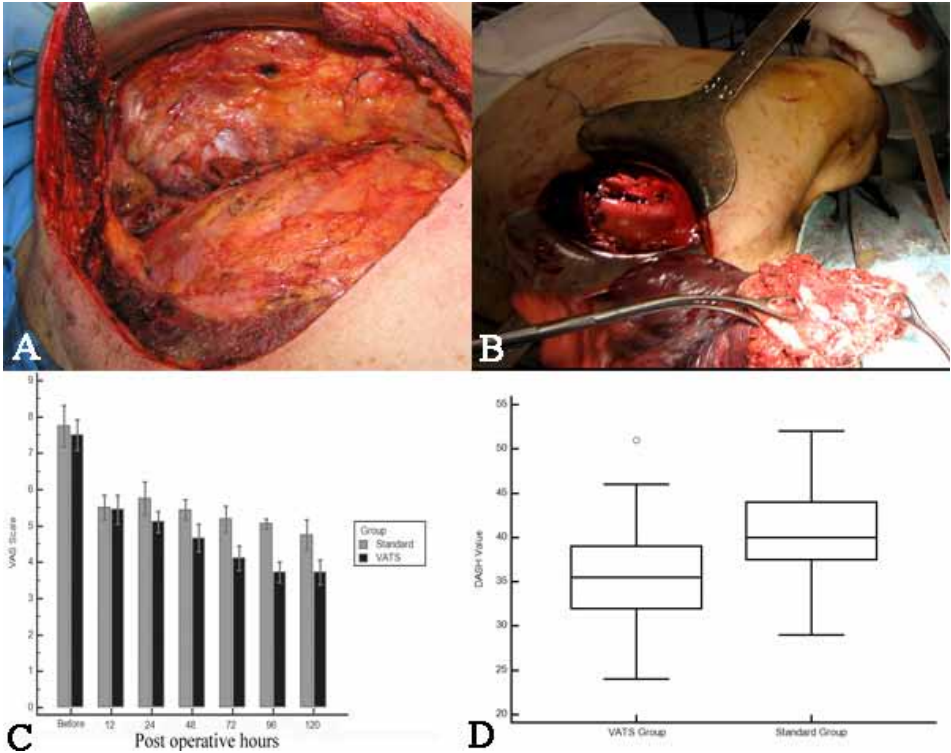 A
B
VAS Scale
9
8
7
6
5
4
3
2
1
0
Before 12 24 48 72 96 120
Post operative hours
Group
Standard
VATS
C
DASH Value
55
50
45
40
35
30
25
20
VATS Group Standard Group
D